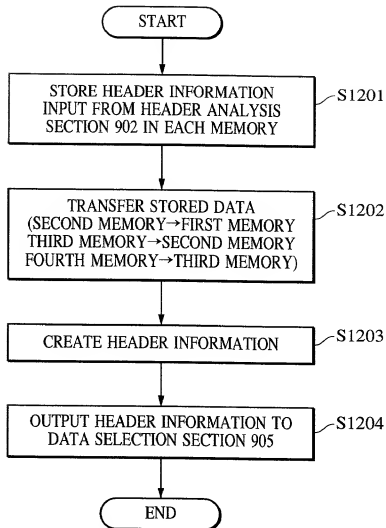 START
STORE HEADER INFORMATION
INPUT FROM HEADER ANALYSIS
SECTION 902 IN EACH MEMORY
S1201
TRANSFER STORED DATA
(SECOND MEMORY→FIRST MEMORY
THIRD MEMORY→SECOND MEMORY
FOURTH MEMORY→THIRD MEMORY)
S1202
CREATE HEADER INFORMATION
S1203
OUTPUT HEADER INFORMATION TO
DATA SELECTION SECTION 905
S1204
END